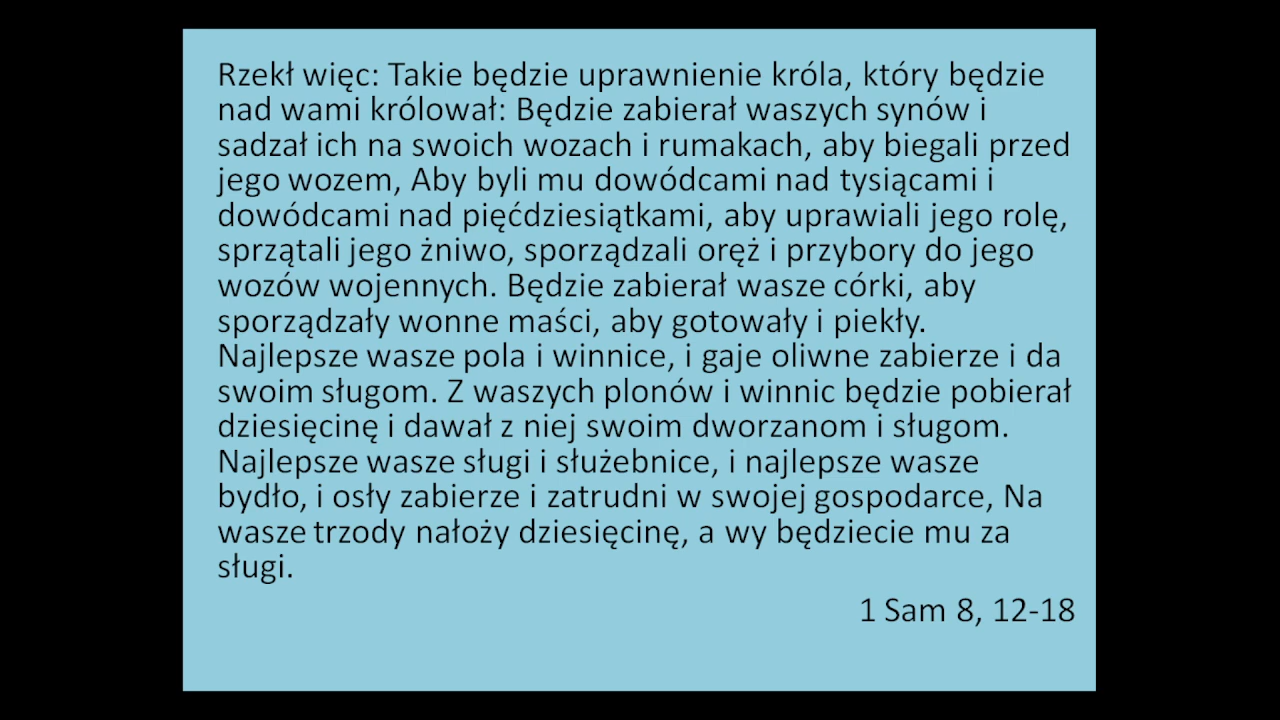 Rzekł więc: Takie będzie uprawnienie króla, który będzie
nad wami królował: Będzie zabierał waszych synów i
sadzał ich na swoich wozach i rumakach, aby biegali przed
jego wozem, Aby byli mu dowódcami nad tysiącami i
dowódcami nad pięćdziesiątkami, aby uprawiali jego rolę,
sprzątali jego żniwo, sporządzali oręż i przybory do jego
wozów wojennych. Będzie zabierał wasze córki, aby
sporządzały wonne maści, aby gotowały i piekły.
Najlepsze wasze pola i winnice, i gaje oliwne zabierze i da
swoim sługom. Z waszych plonów i winnic będzie pobierał
dziesięcinę i dawał z niej swoim dworzanom i sługom.
Najlepsze wasze sługi i służebnice, i najlepsze wasze
bydło, i osły zabierze i zatrudni w swojej gospodarce, Na
wasze trzody nałoży dziesięcinę, a wy będziecie mu za
sługi.
1 Sam 8, 12-18